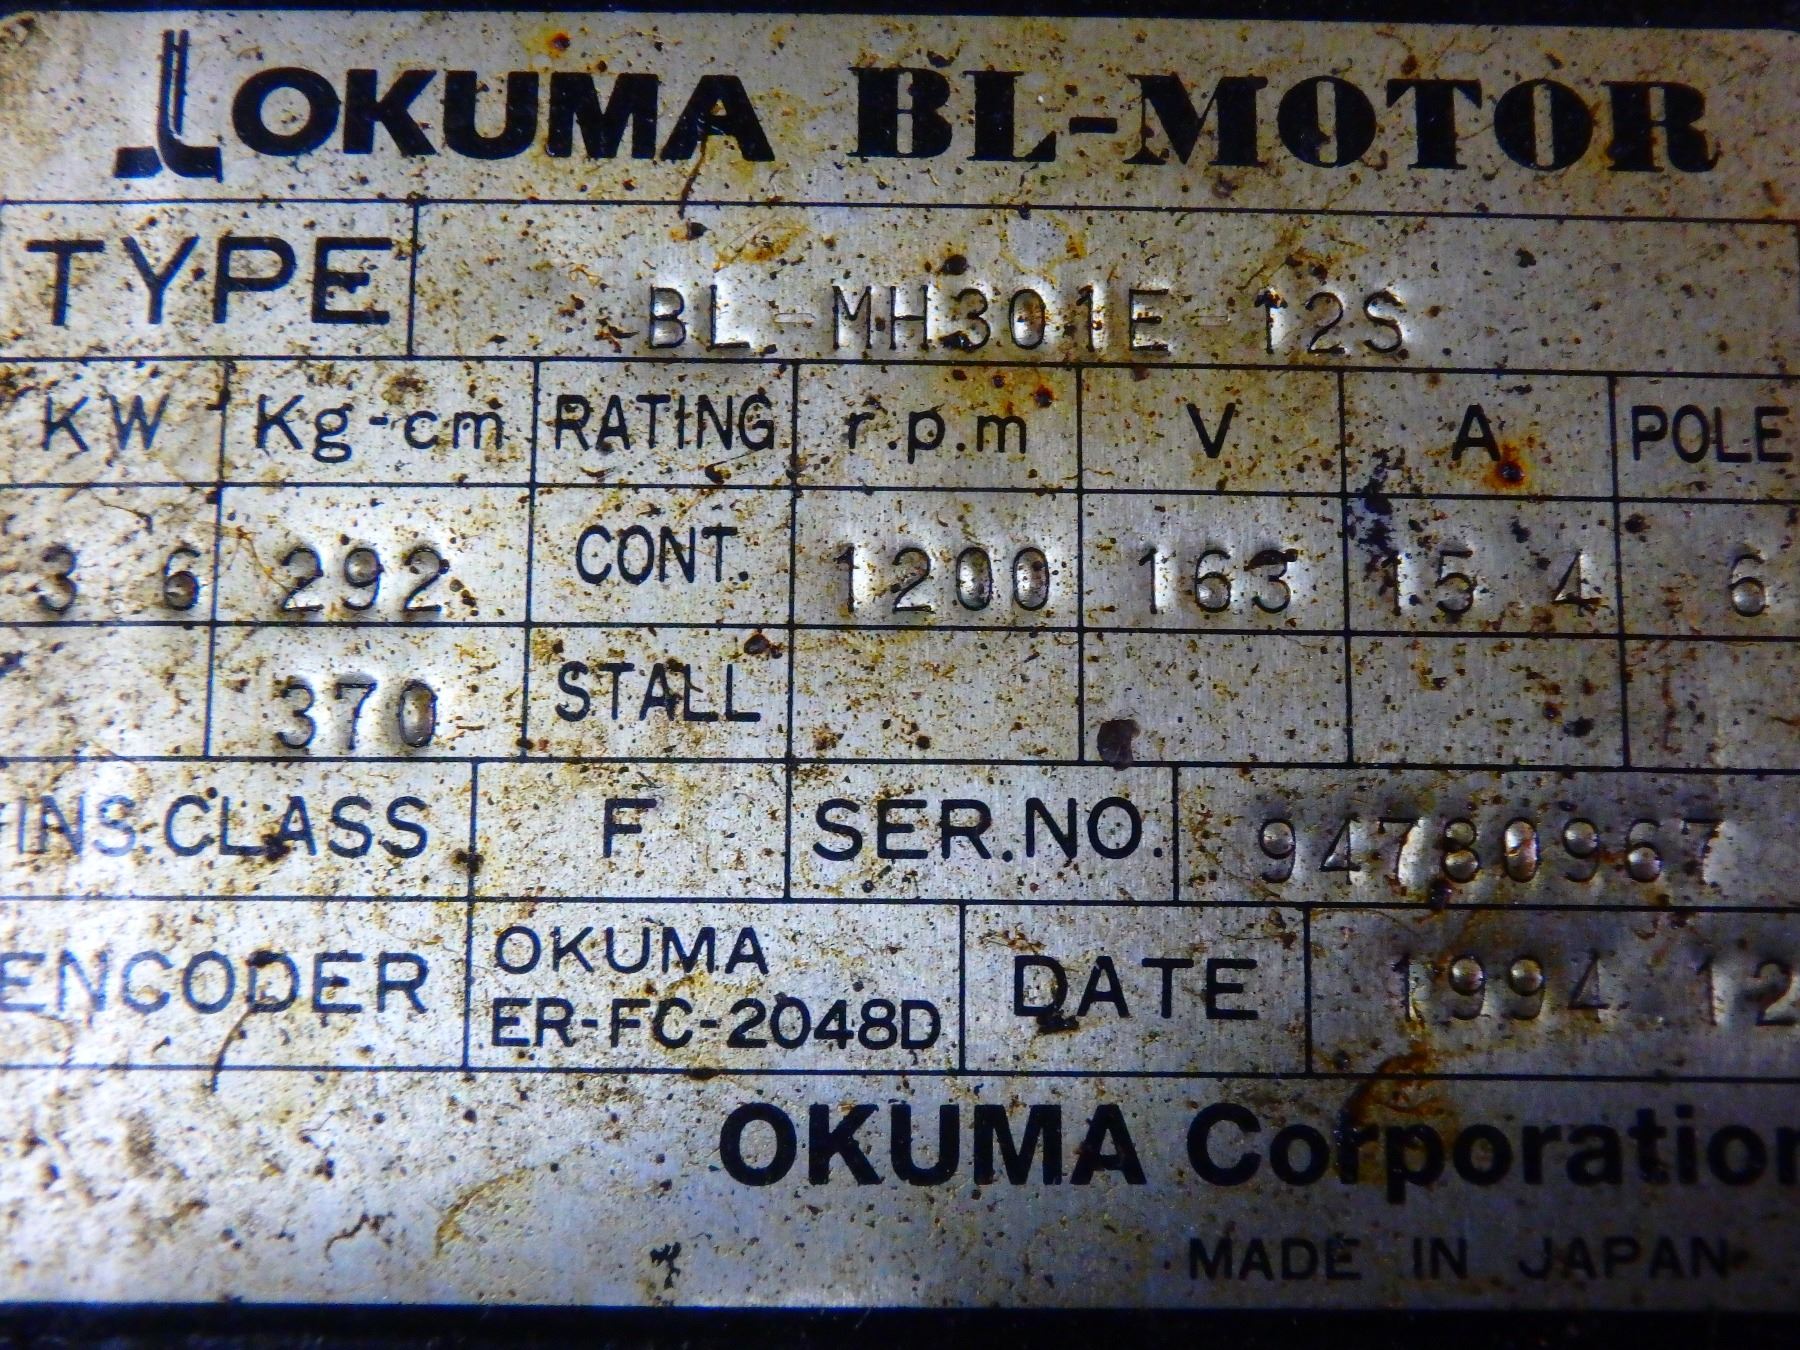 OKUMA BL-MOTOR
TYPE BL-MH301E-12S
KW Kg-cm RATING r.p.m V A POLE
3 6 292 CONT. 1200 163 15 4 6
370 STALL
INS.CLASS F SER.NO. 94780967
ENCODER OKUMA ER-FC-2048D DATE 1994 12
OKUMA Corporation
MADE IN JAPAN